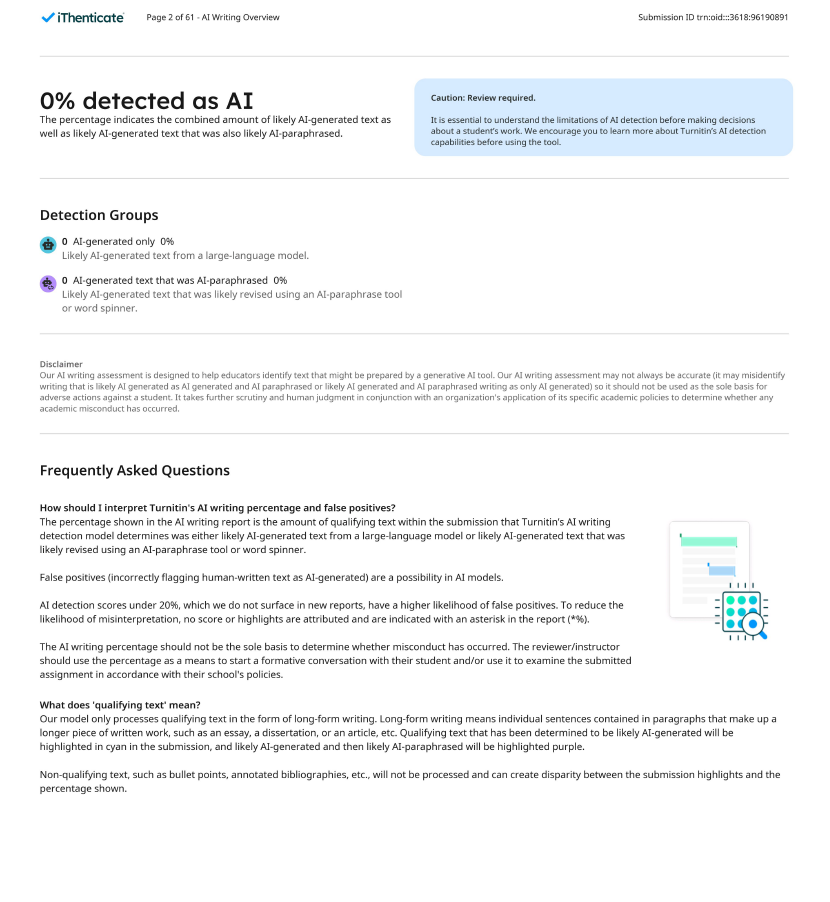 iThenticate
Page 2 of 61 - AI Writing Overview
Submission ID trn:oid:::3618:96190891
0% detected as AI
The percentage indicates the combined amount of likely AI-generated text as
well as likely AI-generated text that was also likely AI-paraphrased.
Caution: Review required.
It is essential to understand the limitations of AI detection before making decisions
about a student's work. We encourage you to learn more about Turnitin's AI detection
capabilities before using the tool.
Detection Groups
0 AI-generated only 0%
Likely AI-generated text from a large-language model.
0 AI-generated text that was AI-paraphrased 0%
Likely AI-generated text that was likely revised using an AI-paraphrase tool
or word spinner.
Disclaimer
Our AI writing assessment is designed to help educators identify text that might be prepared by a generative AI tool. Our AI writing assessment may not always be accurate (it may misidentify
writing that is likely AI generated as AI generated and AI paraphrased or likely AI generated and AI paraphrased writing as only AI generated) so it should not be used as the sole basis for
adverse actions against a student. It takes further scrutiny and human judgment in conjunction with an organization's application of its specific academic policies to determine whether any
academic misconduct has occurred.
Frequently Asked Questions
How should I interpret Turnitin's AI writing percentage and false positives?
The percentage shown in the AI writing report is the amount of qualifying text within the submission that Turnitin's AI writing
detection model determines was either likely AI-generated text from a large-language model or likely AI-generated text that was
likely revised using an AI-paraphrase tool or word spinner.
False positives (incorrectly flagging human-written text as AI-generated) are a possibility in AI models.
AI detection scores under 20%, which we do not surface in new reports, have a higher likelihood of false positives. To reduce the
likelihood of misinterpretation, no score or highlights are attributed and are indicated with an asterisk in the report (*%).
The AI writing percentage should not be the sole basis to determine whether misconduct has occurred. The reviewer/instructor
should use the percentage as a means to start a formative conversation with their student and/or use it to examine the submitted
assignment in accordance with their school's policies.
What does 'qualifying text' mean?
Our model only processes qualifying text in the form of long-form writing. Long-form writing means individual sentences contained in paragraphs that make up a
longer piece of written work, such as an essay, a dissertation, or an article, etc. Qualifying text that has been determined to be likely AI-generated will be
highlighted in cyan in the submission, and likely AI-generated and then likely AI-paraphrased will be highlighted purple.
Non-qualifying text, such as bullet points, annotated bibliographies, etc., will not be processed and can create disparity between the submission highlights and the
percentage shown.